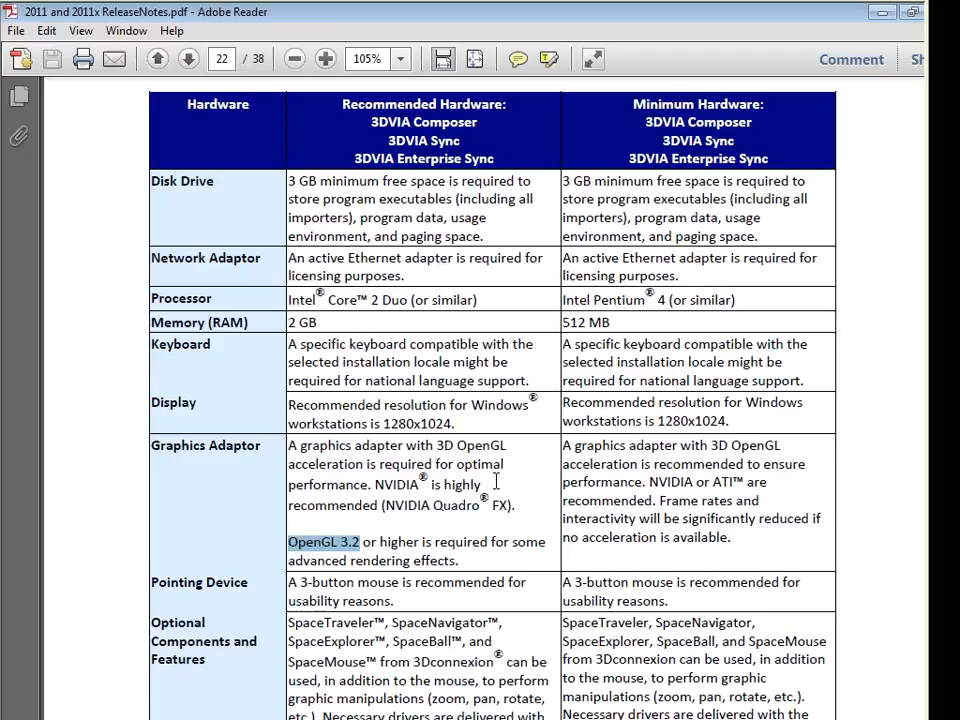 2011 and 2011x ReleaseNotes.pdf - Adobe Reader
File Edit View Window Help
22 / 38 105% Comment Sh
Hardware
Recommended Hardware:
3DVIA Composer
3DVIA Sync
3DVIA Enterprise Sync
Minimum Hardware:
3DVIA Composer
3DVIA Sync
3DVIA Enterprise Sync
Disk Drive
3 GB minimum free space is required to
store program executables (including all
importers), program data, usage
environment, and paging space.
3 GB minimum free space is required to
store program executables (including all
importers), program data, usage
environment, and paging space.
Network Adaptor
An active Ethernet adapter is required for
licensing purposes.
An active Ethernet adapter is required for
licensing purposes.
Processor
Intel® Core™ 2 Duo (or similar)
Intel Pentium® 4 (or similar)
Memory (RAM)
2 GB
512 MB
Keyboard
A specific keyboard compatible with the
selected installation locale might be
required for national language support.
A specific keyboard compatible with the
selected installation locale might be
required for national language support.
Display
Recommended resolution for Windows®
workstations is 1280x1024.
Recommended resolution for Windows
workstations is 1280x1024.
Graphics Adaptor
A graphics adapter with 3D OpenGL
acceleration is required for optimal
performance. NVIDIA® is highly
recommended (NVIDIA Quadro® FX).
OpenGL 3.2 or higher is required for some
advanced rendering effects.
A graphics adapter with 3D OpenGL
acceleration is recommended to ensure
performance. NVIDIA or ATI™ are
recommended. Frame rates and
interactivity will be significantly reduced if
no acceleration is available.
Pointing Device
A 3-button mouse is recommended for
usability reasons.
A 3-button mouse is recommended for
usability reasons.
Optional
Components and
Features
SpaceTraveler™, SpaceNavigator™,
SpaceExplorer™, SpaceBall™, and
SpaceMouse™ from 3Dconnexion® can be
used, in addition to the mouse, to perform
graphic manipulations (zoom, pan, rotate,
etc.). Necessary drivers are delivered with
SpaceTraveler, SpaceNavigator,
SpaceExplorer, SpaceBall, and SpaceMouse
from 3Dconnexion can be used, in addition
to the mouse, to perform graphic
manipulations (zoom, pan, rotate, etc.).
Necessary drivers are delivered with the